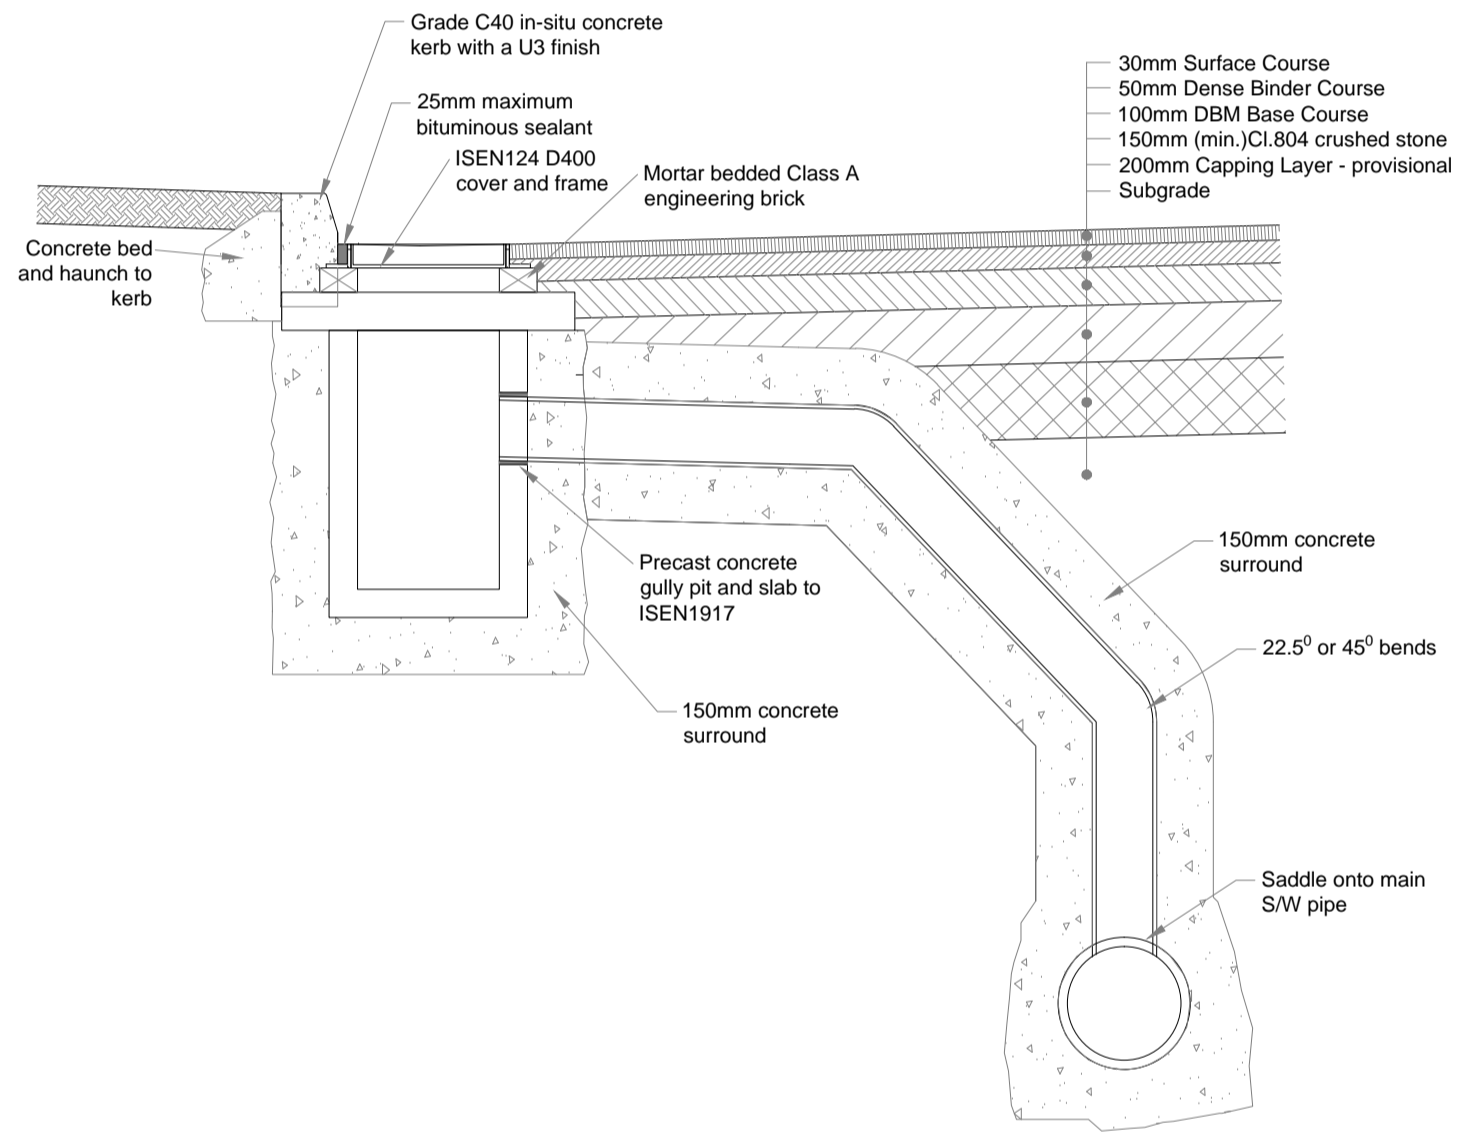 Grade C40 in-situ concrete
kerb with a U3 finish
25mm maximum
bituminous sealant
ISEN124 D400
cover and frame
Mortar bedded Class A
engineering brick
30mm Surface Course
50mm Dense Binder Course
100mm DBM Base Course
150mm (min.)Cl.804 crushed stone
200mm Capping Layer - provisional
Subgrade
Concrete bed
and haunch to
kerb
Precast concrete
gully pit and slab to
ISEN1917
150mm concrete
surround
22.5⁰ or 45⁰ bends
150mm concrete
surround
Saddle onto main
S/W pipe